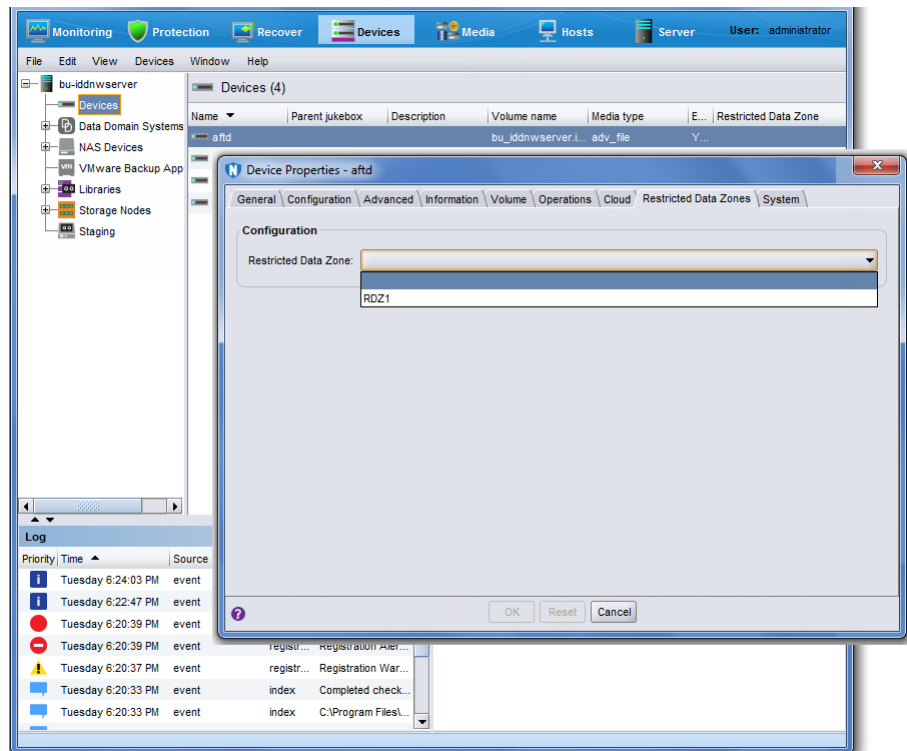 Monitoring Protection Recover Devices Media Hosts Server User: administrator
File Edit View Devices Window Help
bu-iddnwserver
Devices
Data Domain Systems
NAS Devices
VMware Backup App
Libraries
Storage Nodes
Staging
Devices (4)
Name Parent jukebox Description Volume name Media type E... Restricted Data Zone
aftd bu_iddnwserver.i... adv_file Y...
Device Properties - aftd
General Configuration Advanced Information Volume Operations Cloud Restricted Data Zones System
Configuration
Restricted Data Zone:
RDZ1
OK Reset Cancel
Log
Priority Time Source
Tuesday 6:24:03 PM event
Tuesday 6:22:47 PM event
Tuesday 6:20:39 PM event
Tuesday 6:20:39 PM event registr... Registration Aler...
Tuesday 6:20:37 PM event registr... Registration War...
Tuesday 6:20:33 PM event index Completed check...
Tuesday 6:20:33 PM event index C:\Program Files\...